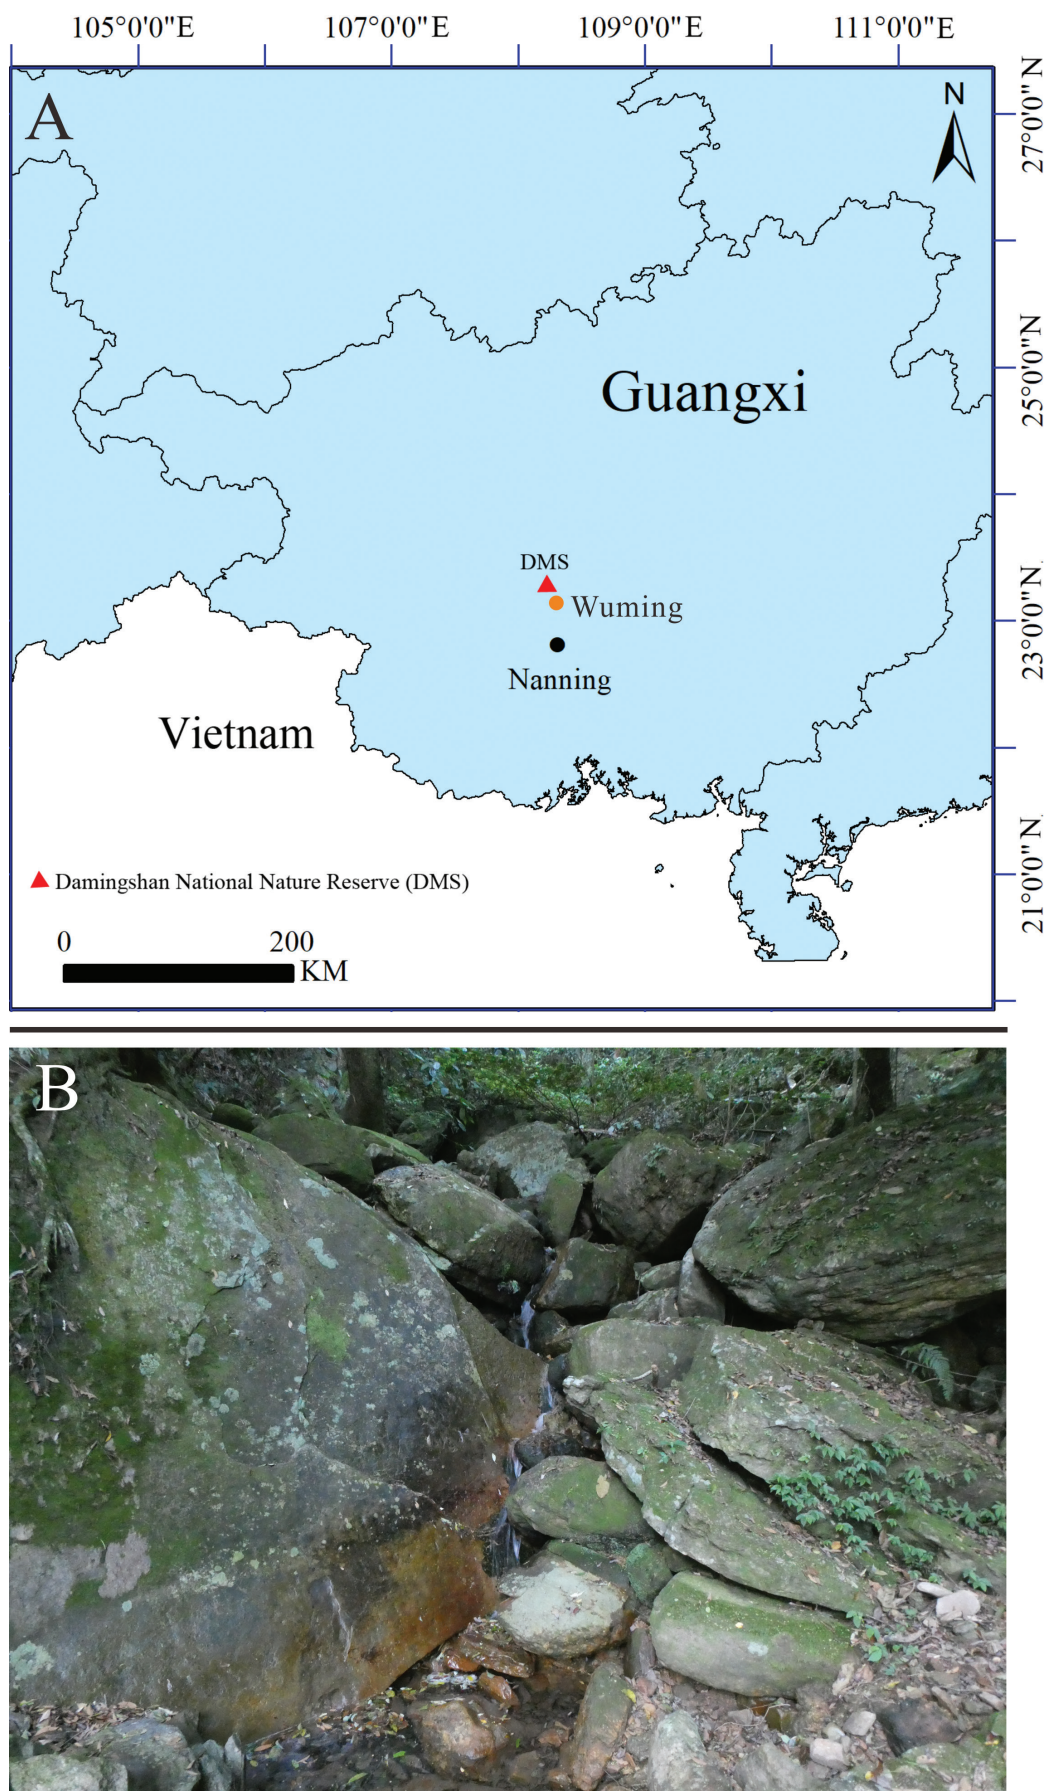 105°0'0"E 107°0'0"E 109°0'0"E 111°0'0"E
A
N
27°0'0"N
Guangxi
25°0'0"N
DMS
Wuming
23°0'0"N
Nanning
Vietnam
21°0'0"N
Damingshan National Nature Reserve (DMS)
0 200
KM
B